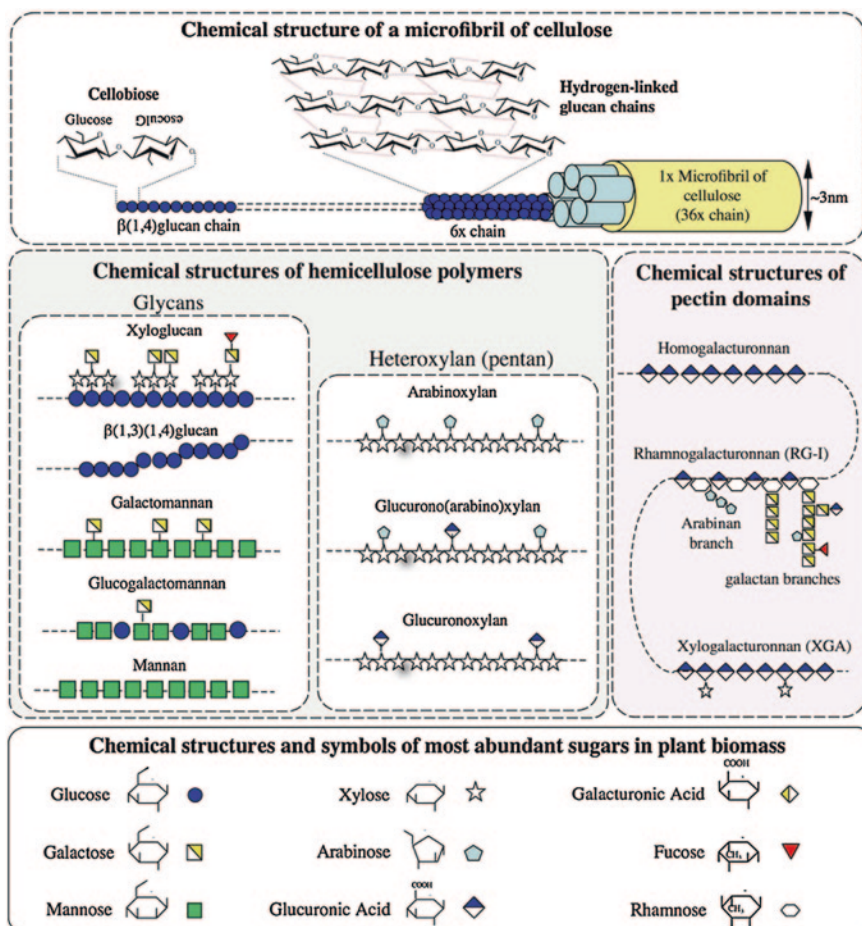 Chemical structure of a microfibril of cellulose
Cellobiose
Glucose
Glucose
Hydrogen-linked
glucan chains
β(1,4)glucan chain
6x chain
1x Microfibril of
cellulose
(36x chain)
~3nm
Chemical structures of hemicellulose polymers
Glycans
Xyloglucan
β(1,3)(1,4)glucan
Galactomannan
Glucogalactomannan
Mannan
Heteroxylan (pentan)
Arabinoxylan
Glucurono(arabino)xylan
Glucuronoxylan
Chemical structures of
pectin domains
Homogalacturonnan
Rhamnogalacturonnan (RG-I)
Arabinan
branch
galactan branches
Xylogalacturonnan (XGA)
Chemical structures and symbols of most abundant sugars in plant biomass
Glucose
Xylose
COOH
Galacturonic Acid
Galactose
Arabinose
Fucose
CH₃
Mannose
COOH
Glucuronic Acid
Rhamnose
CH₃